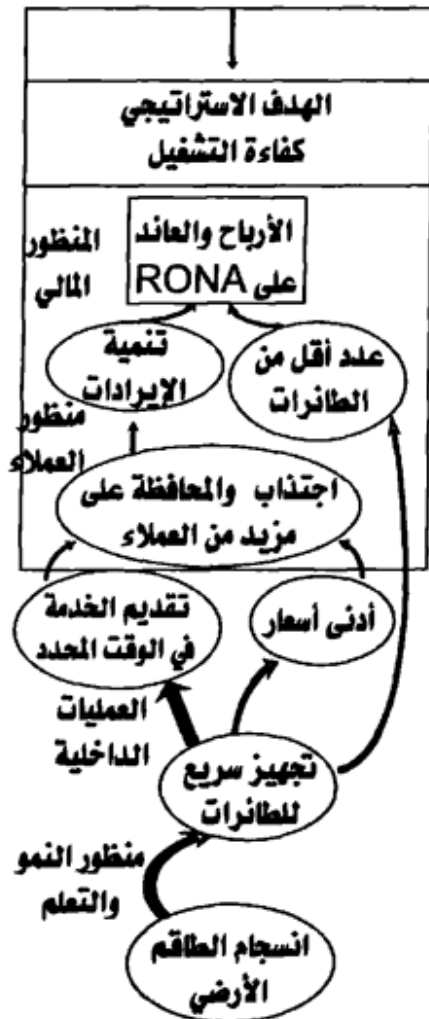 الهدف الاستراتيجي
كفاءة التشغيل
المنظور
المالي
الأرباح والعائد
على RONA
تنمية
الإيرادات
عدد أقل من
الطائرات
منظور
العملاء
اجتذاب والمحافظة على
مزيد من العملاء
تقديم الخدمة
في الوقت المحدد
أدنى أسعار
العمليات
الداخلية
تجهيز سريع
للطائرات
منظور النمو
والتعلم
انسجام الطاقم
الأرضي